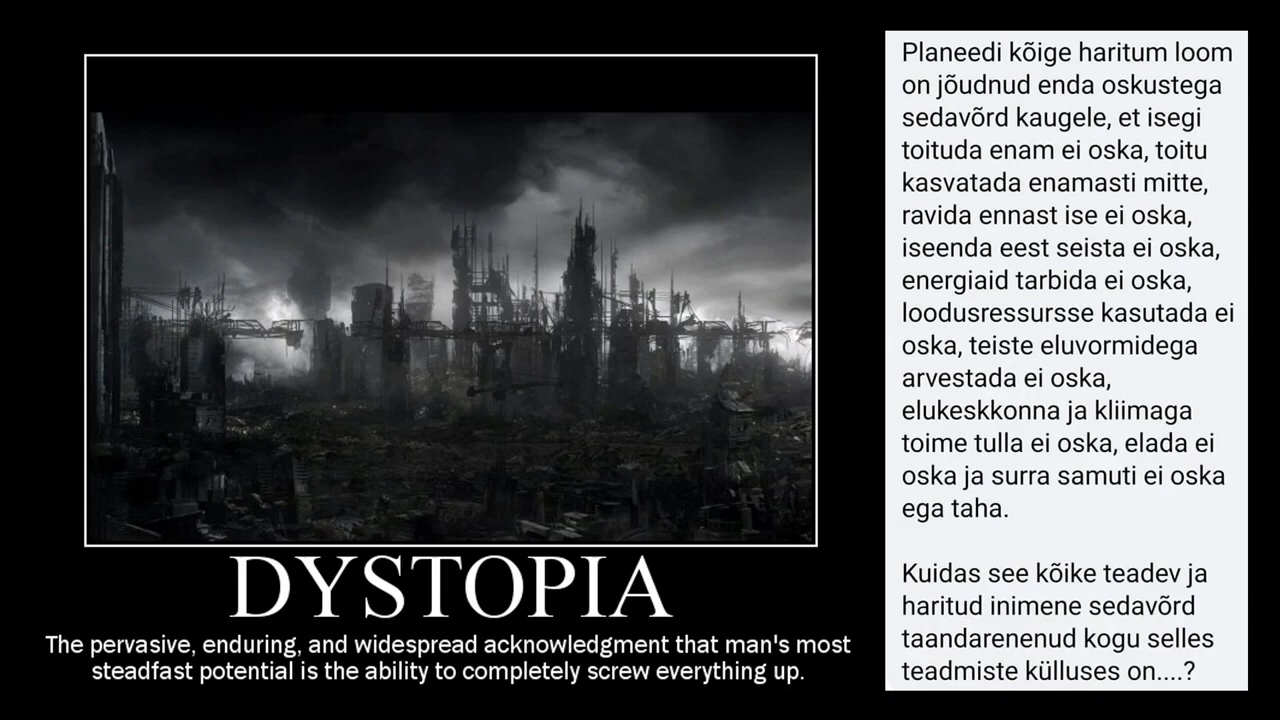 DYSTOPIA
The pervasive, enduring, and widespread acknowledgment that man's most
steadfast potential is the ability to completely screw everything up.
Planeedi kõige haritum loom
on jõudnud enda oskustega
sedavõrd kaugele, et isegi
toituda enam ei oska, toitu
kasvatada enamasti mitte,
ravida ennast ise ei oska,
iseenda eest seista ei oska,
energiaid tarbida ei oska,
loodusressursse kasutada ei
oska, teiste eluvormidega
arvestada ei oska,
elukeskkonna ja kliimaga
toime tulla ei oska, elada ei
oska ja surra samuti ei oska
ega taha.
Kuidas see kõike teadev ja
haritud inimene sedavõrd
taandarenenud kogu selles
teadmiste külluses on....?